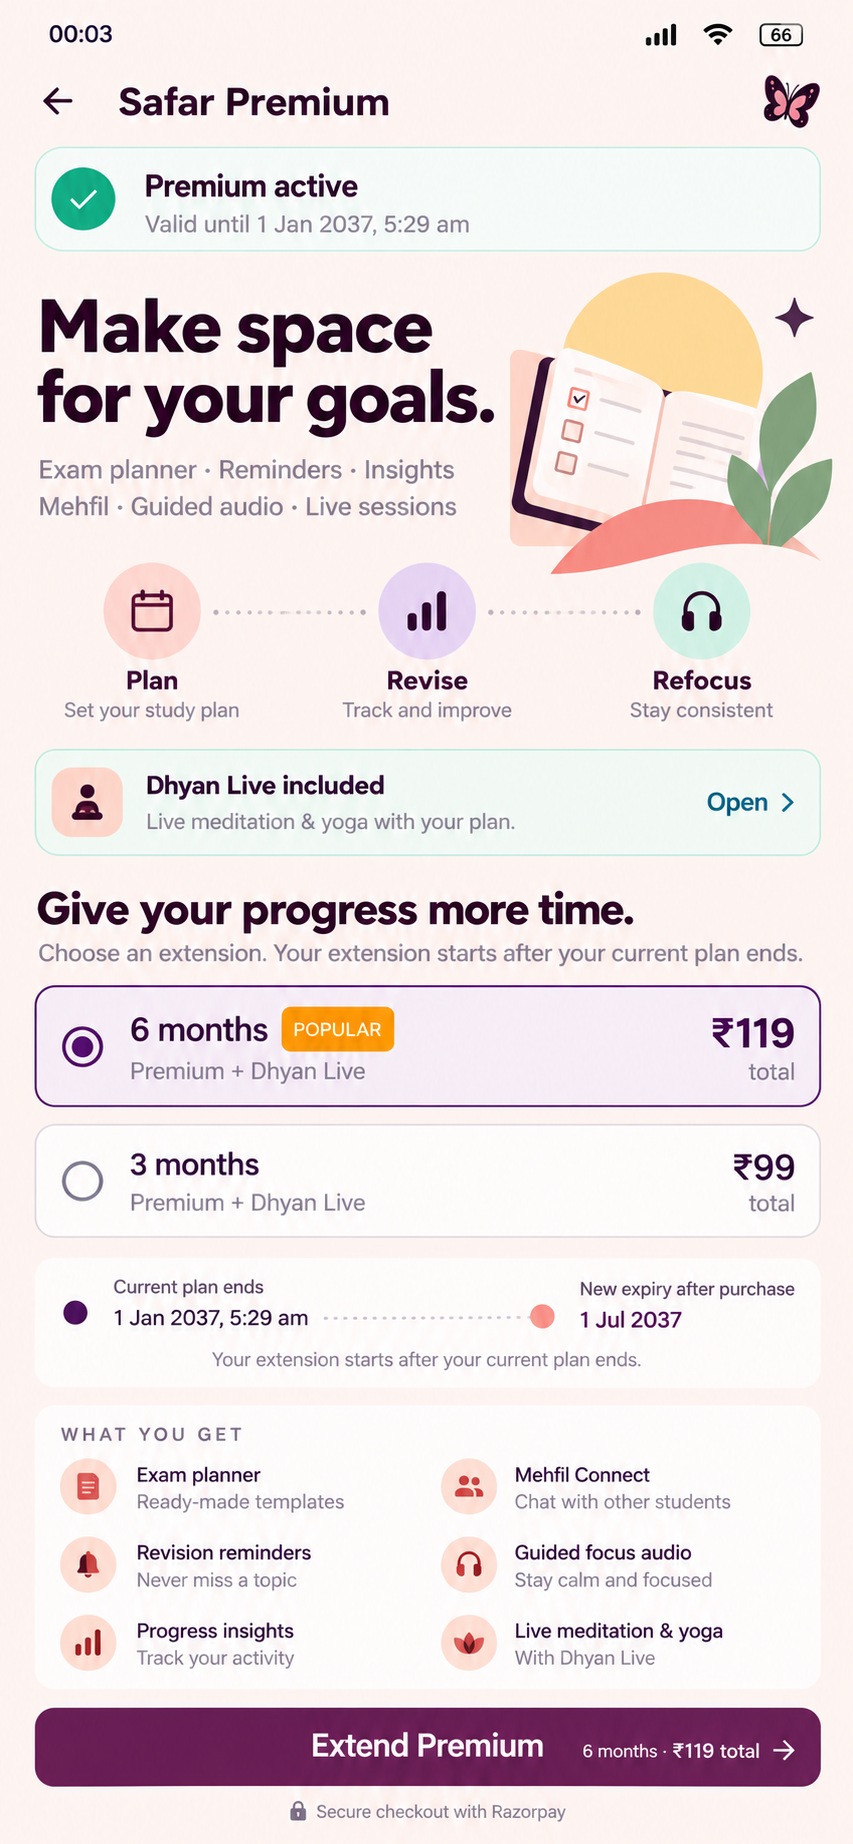 00:03
66
Safar Premium
Premium active
Valid until 1 Jan 2037, 5:29 am
Make space
for your goals.
Exam planner · Reminders · Insights
Mehfil · Guided audio · Live sessions
Plan
Set your study plan
Revise
Track and improve
Refocus
Stay consistent
Dhyan Live included
Live meditation & yoga with your plan.
Open
Give your progress more time.
Choose an extension. Your extension starts after your current plan ends.
6 months POPULAR
Premium + Dhyan Live
₹119
total
3 months
Premium + Dhyan Live
₹99
total
Current plan ends
1 Jan 2037, 5:29 am
New expiry after purchase
1 Jul 2037
Your extension starts after your current plan ends.
WHAT YOU GET
Exam planner
Ready-made templates
Mehfil Connect
Chat with other students
Revision reminders
Never miss a topic
Guided focus audio
Stay calm and focused
Progress insights
Track your activity
Live meditation & yoga
With Dhyan Live
Extend Premium 6 months · ₹119 total
Secure checkout with Razorpay